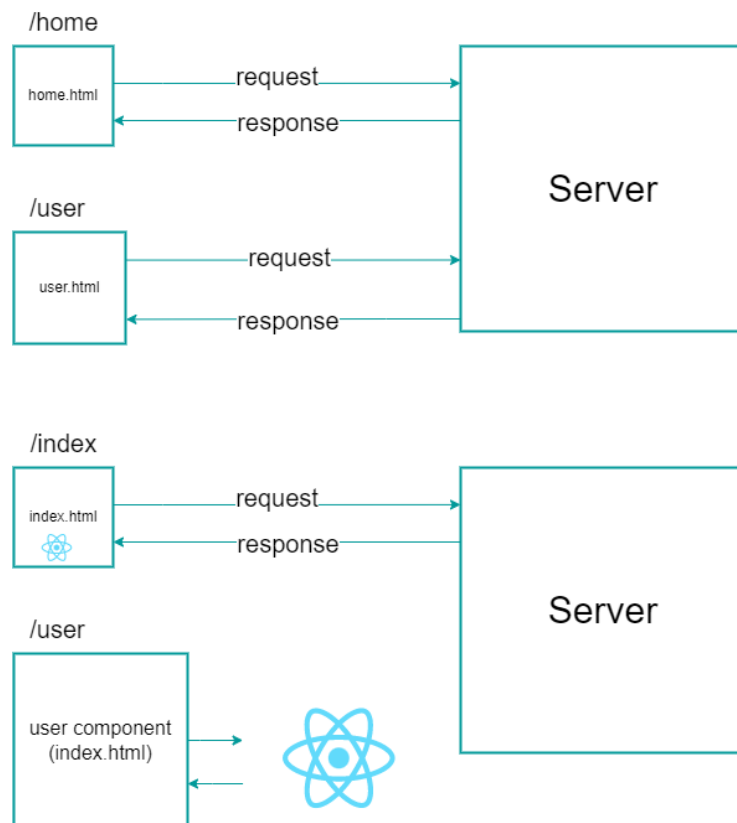 /home
home.html
request
response
Server
/user
user.html
request
response
/index
index.html
request
response
Server
/user
user component
(index.html)